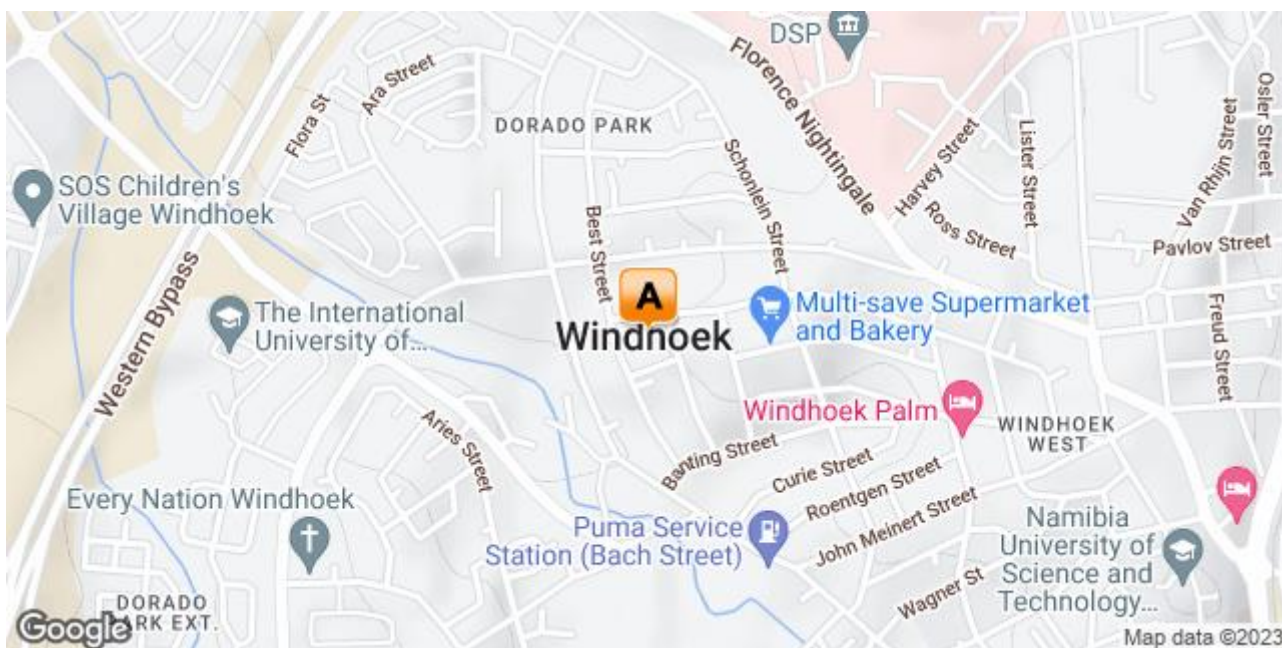 DSP
Florence Nightingale
Osler Street
Ara Street
Flora St
DORADO PARK
Schonlein Street
Harvey Street
Lister Street
Van Rhijn Street
SOS Children's
Village Windhoek
Best Street
Ross Street
Pavlov Street
Western Bypass
A
The International
University of...
Windhoek
Multi-save Supermarket
and Bakery
Freud Street
Windhoek Palm
WINDHOEK
WEST
Aries Street
Banting Street
Curie Street
Roentgen Street
John Meinert Street
Every Nation Windhoek
Puma Service
Station (Bach Street)
Namibia
University of
Science and
Technology...
Wagner St
DORADO
PARK EXT.
Google
Map data ©2023